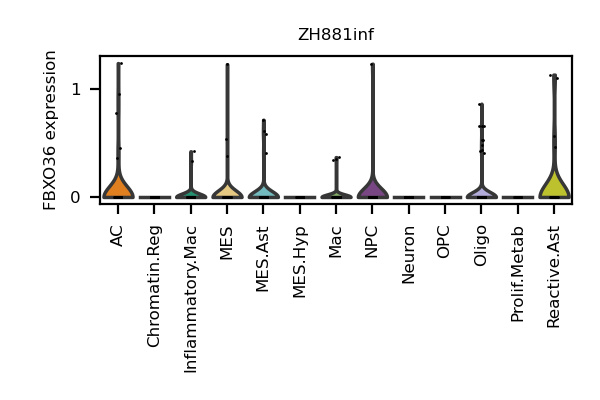 ZH881inf
FBXO36 expression
1
0
AC
Chromatin.Reg
Inflammatory.Mac
MES
MES.Ast
MES.Hyp
Mac
NPC
Neuron
OPC
Oligo
Prolif.Metab
Reactive.Ast